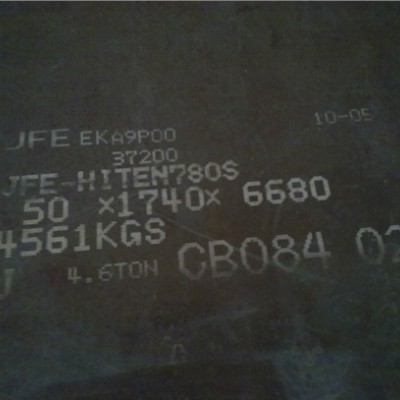 10-05
JFE EKA9P00
37200
JFE-HITEN780S
50 ×1740× 6680
4561KGS
4.6TON CB084 02